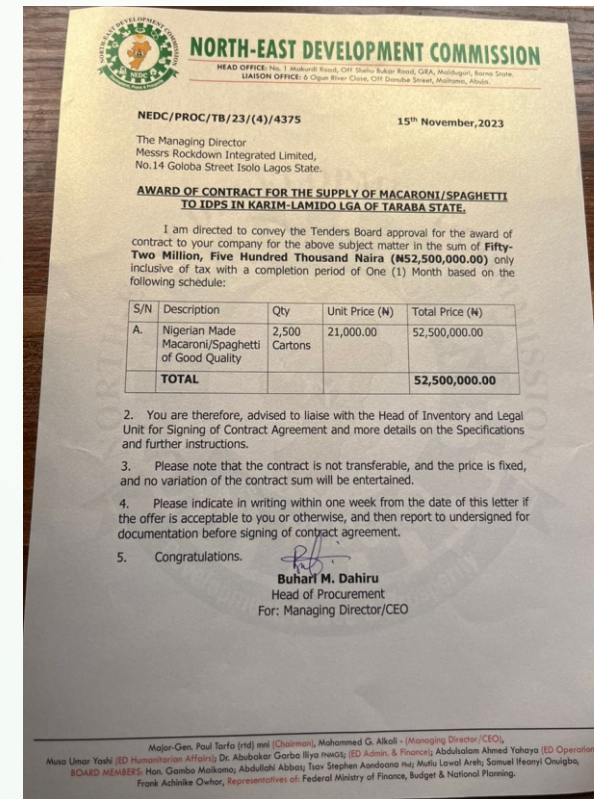 NORTH-EAST DEVELOPMENT COMMISSION
NEDC
NORTH-EAST DEVELOPMENT COMMISSION
HEAD OFFICE: No. 1 Makurdi Road, Off Shehu Bukar Road, GRA, Maiduguri, Borno State.
LIAISON OFFICE: 6 Ogun River Close, Off Danube Street, Maitama, Abuja.
NEDC/PROC/TB/23/(4)/4375
15th November,2023
The Managing Director
Messrs Rockdown Integrated Limited,
No.14 Goloba Street Isolo Lagos State.
AWARD OF CONTRACT FOR THE SUPPLY OF MACARONI/SPAGHETTI
TO IDPS IN KARIM-LAMIDO LGA OF TARABA STATE.
I am directed to convey the Tenders Board approval for the award of
contract to your company for the above subject matter in the sum of Fifty-
Two Million, Five Hundred Thousand Naira (₦52,500,000.00) only
inclusive of tax with a completion period of One (1) Month based on the
following schedule:
S/N Description Qty Unit Price (₦) Total Price (₦)
A. Nigerian Made 2,500 21,000.00 52,500,000.00
Macaroni/Spaghetti Cartons
of Good Quality
TOTAL 52,500,000.00
2. You are therefore, advised to liaise with the Head of Inventory and Legal
Unit for Signing of Contract Agreement and more details on the Specifications
and further instructions.
3. Please note that the contract is not transferable, and the price is fixed,
and no variation of the contract sum will be entertained.
4. Please indicate in writing within one week from the date of this letter if
the offer is acceptable to you or otherwise, and then report to undersigned for
documentation before signing of contract agreement.
5. Congratulations.
Buhari M. Dahiru
Head of Procurement
For: Managing Director/CEO
Major-Gen. Paul Tarfa (rtd) mni (Chairman), Mohammed G. Alkali - (Managing Director/CEO),
Musa Umar Yashi (ED Humanitarian Affairs); Dr. Abubakar Garba Iliya FNMGS; (ED Admin. & Finance); Abdulsalam Ahmed Yahaya (ED Operation
BOARD MEMBERS: Hon. Gambo Maikomo; Abdullahi Abbas; Tsav Stephen Aondoana PM; Mutiu Lawal Areh; Samuel Ifeanyi Onuigbo,
Frank Achinike Owhor, Representatives of: Federal Ministry of Finance, Budget & National Planning.